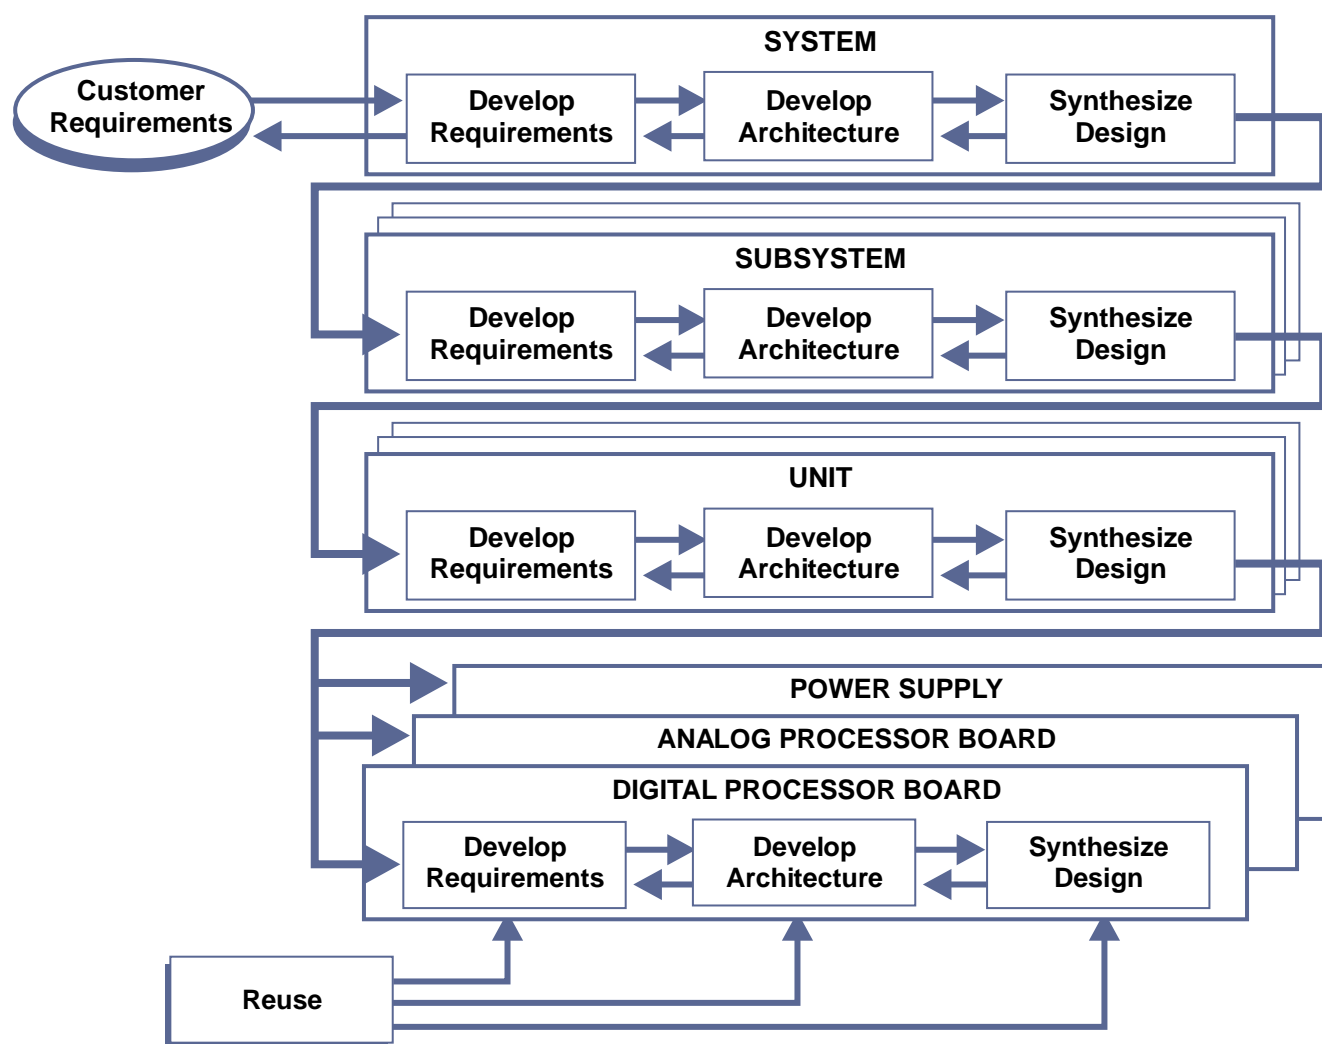 SYSTEM
Customer
Requirements
Develop
Requirements
Develop
Architecture
Synthesize
Design
SUBSYSTEM
Develop
Requirements
Develop
Architecture
Synthesize
Design
UNIT
Develop
Requirements
Develop
Architecture
Synthesize
Design
POWER SUPPLY
ANALOG PROCESSOR BOARD
DIGITAL PROCESSOR BOARD
Develop
Requirements
Develop
Architecture
Synthesize
Design
Reuse